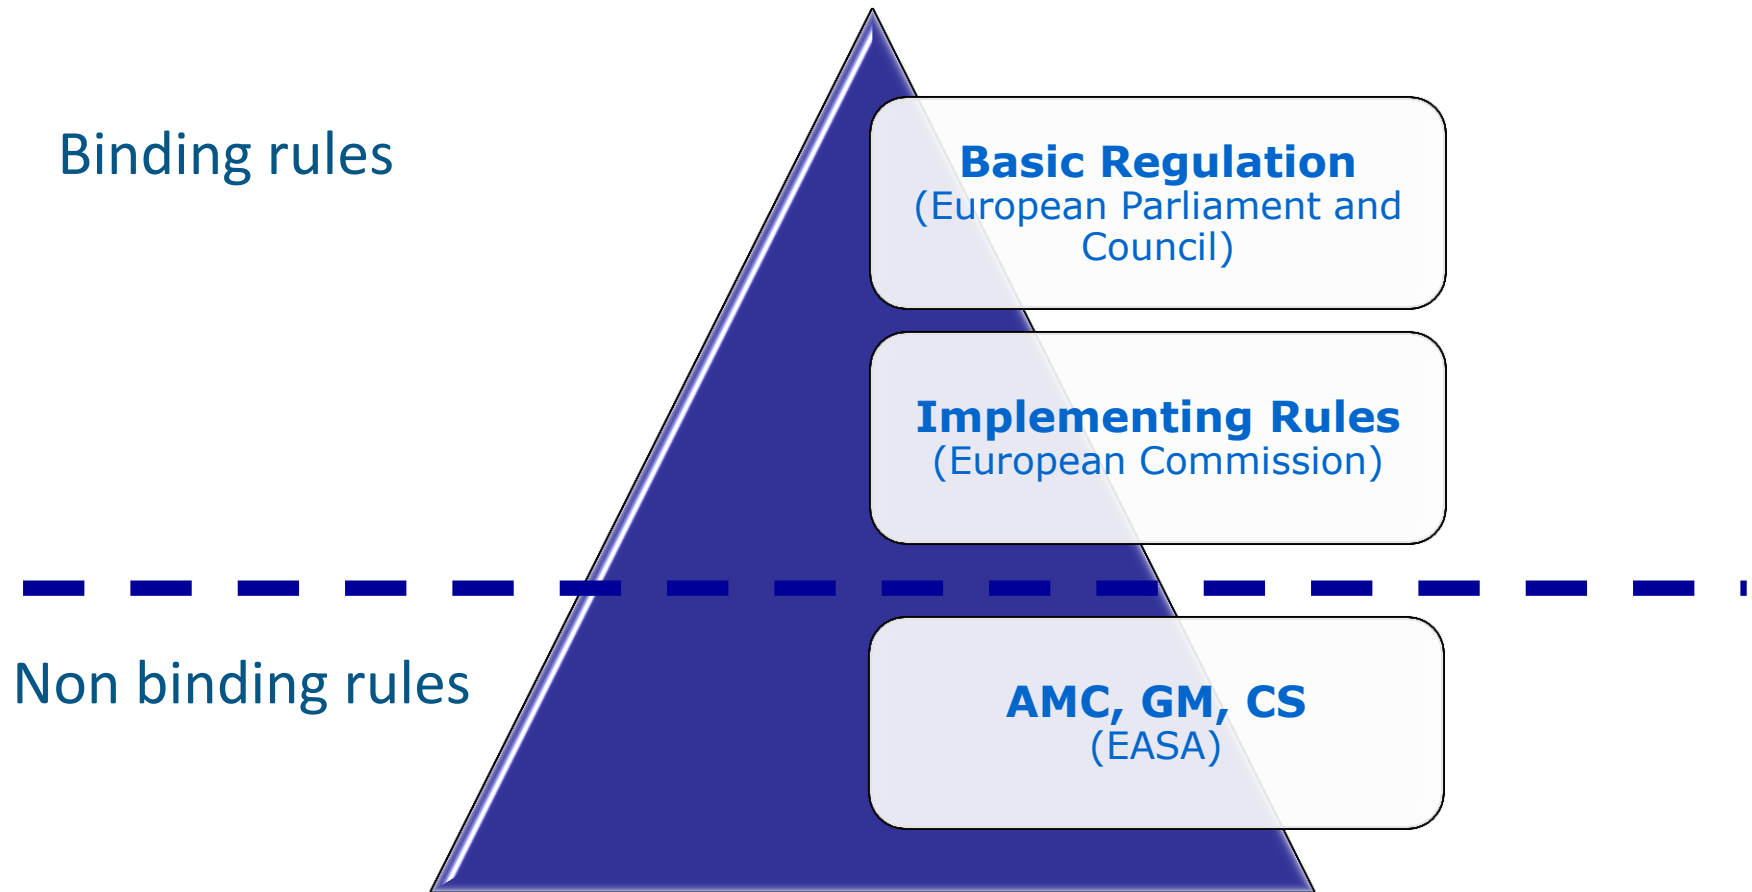 Binding rules
Basic Regulation
(European Parliament and
Council)
Implementing Rules
(European Commission)
Non binding rules
AMC, GM, CS
(EASA)